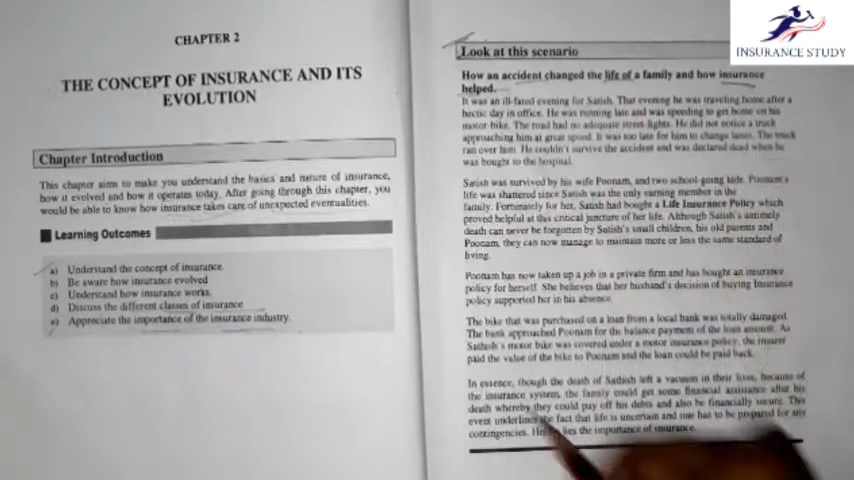 CHAPTER 2
THE CONCEPT OF INSURANCE AND ITS
EVOLUTION
Chapter Introduction
This chapter aims to make you understand the basics and nature of insurance,
how it evolved and how it operates today. After going through this chapter, you
would be able to know how insurance takes care of unexpected eventualities.
Learning Outcomes
a) Understand the concept of insurance
b) Be aware how insurance evolved
c) Understand how insurance works.
d) Discuss the different classes of insurance
e) Appreciate the importance of the insurance industry.
INSURANCE STUDY
Look at this scenario
How an accident changed the life of a family and how insurance
helped.
It was an ill-fated evening for Satish. That evening he was traveling home after a
hectic day in office. He was running late and was speeding to get home on his
motor-bike. The road had no adequate street-lights. He did not notice a truck
approaching him at great speed. It was too late for him to change lanes. The truck
ran over him. He couldn't survive the accident and was declared dead when he
was bought to the hospital.
Satish was survived by his wife Poonam, and two school-going kids. Poonam's
life was shattered since Satish was the only earning member in the
family. Fortunately for her, Satish had bought a Life Insurance Policy which
proved helpful at this critical juncture of her life. Although Satish's untimely
death can never be forgotten by Satish's small children, his old parents and
Poonam, they can now manage to maintain more or less the same standard of
living.
Poonam has now taken up a job in a private firm and has bought an insurance
policy for herself. She believes that her husband's decision of buying Insurance
policy supported her in his absence.
The bike that was purchased on a loan from a local bank was totally damaged.
The bank approached Poonam for the balance payment of the loan amount. As
Sathish's motor bike was covered under a motor insurance policy, the insurer
paid the value of the bike to Poonam and the loan could be paid back.
In essence, though the death of Sathish left a vacuum in their lives, because of
the insurance system, the family could get some financial assistance after his
death whereby they could pay off his debts and also be financially secure. This
event underlines the fact that life is uncertain and one has to be prepared for any
contingencies. lies the importance of insurance.